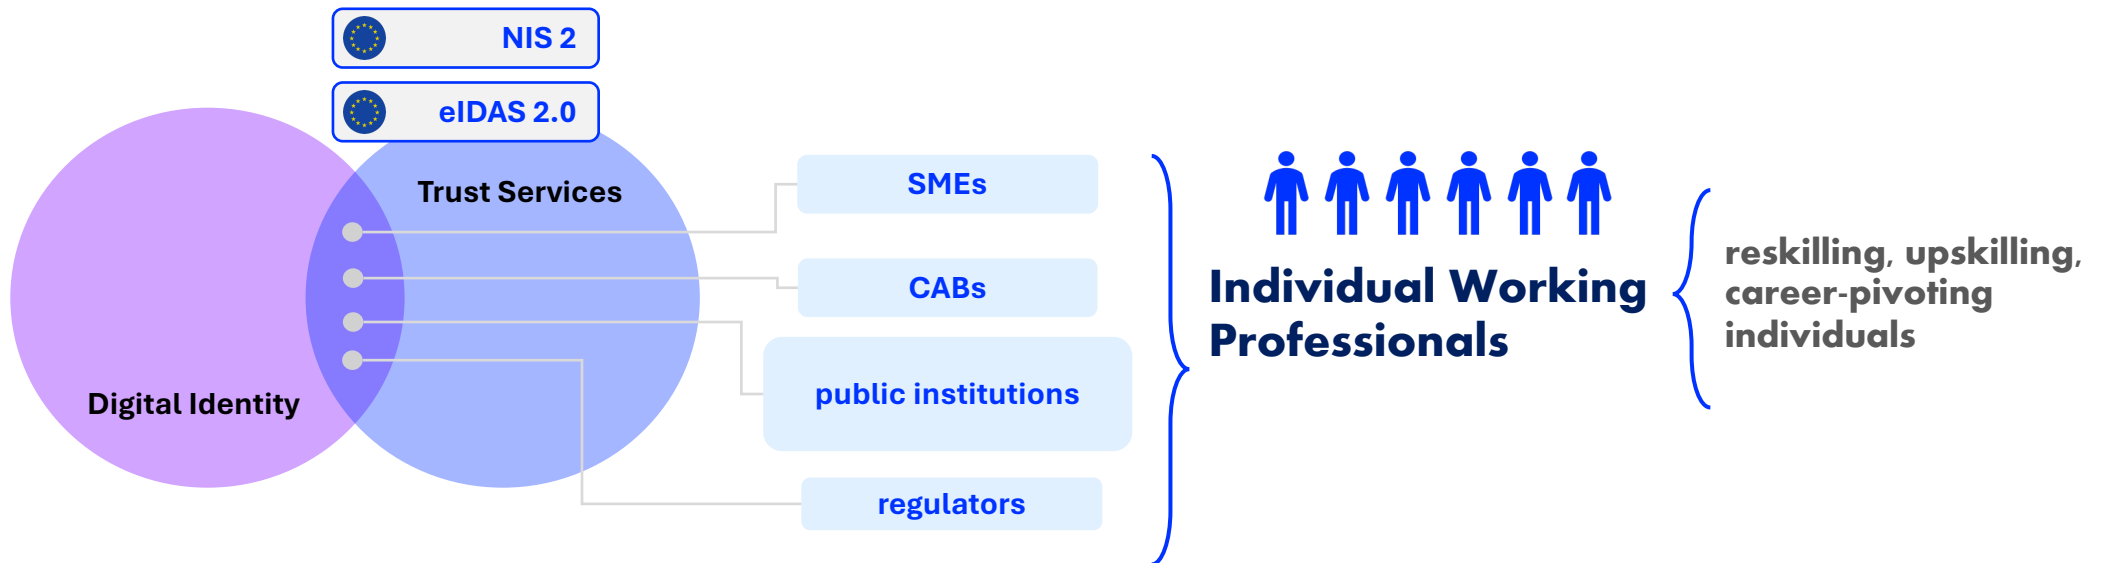 NIS 2
eIDAS 2.0
Trust Services
Digital Identity
SMEs
CABs
public institutions
regulators
Individual Working
Professionals
reskilling, upskilling,
career-pivoting
individuals